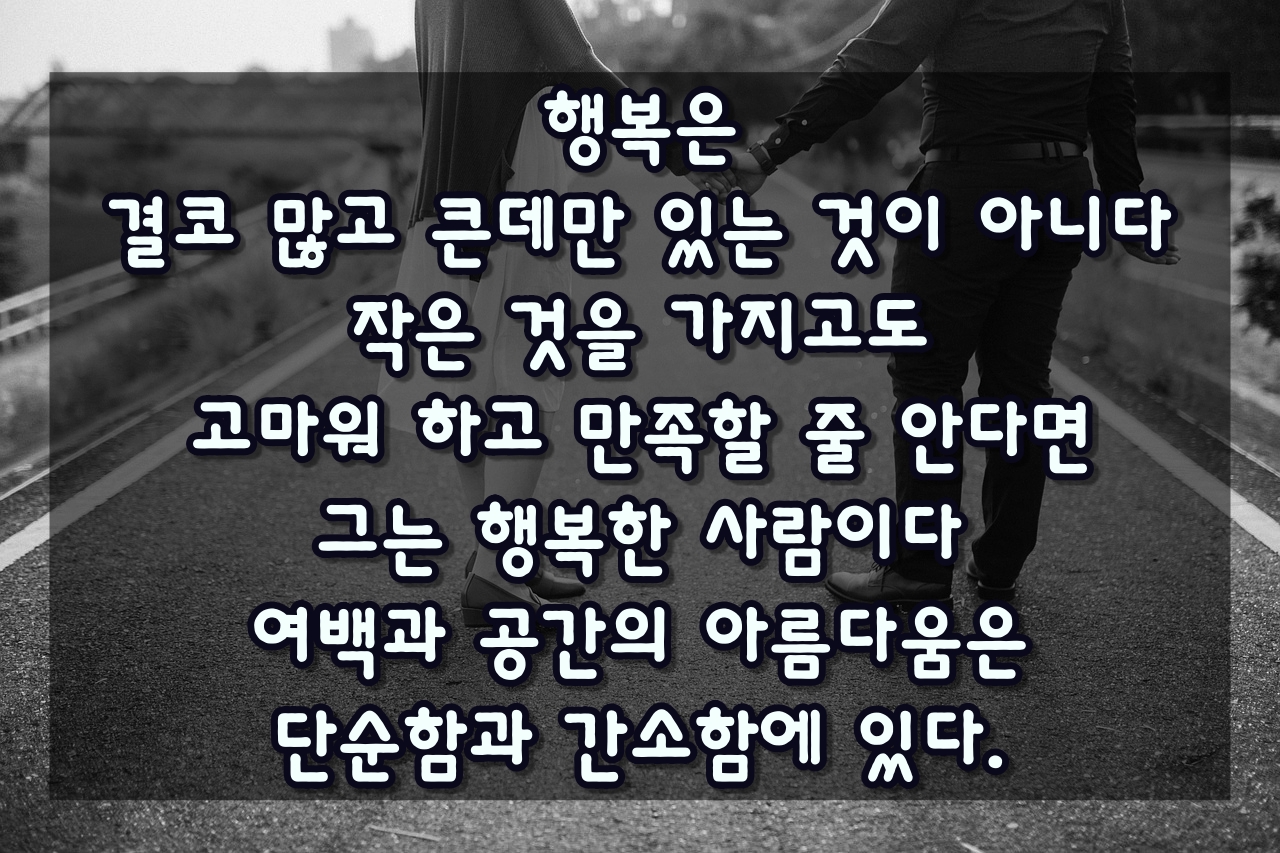 행복은
결코 많고 큰데만 있는 것이 아니다
작은 것을 가지고도
고마워 하고 만족할 줄 안다면
그는 행복한 사람이다
여백과 공간의 아름다움은
단순함과 간소함에 있다.